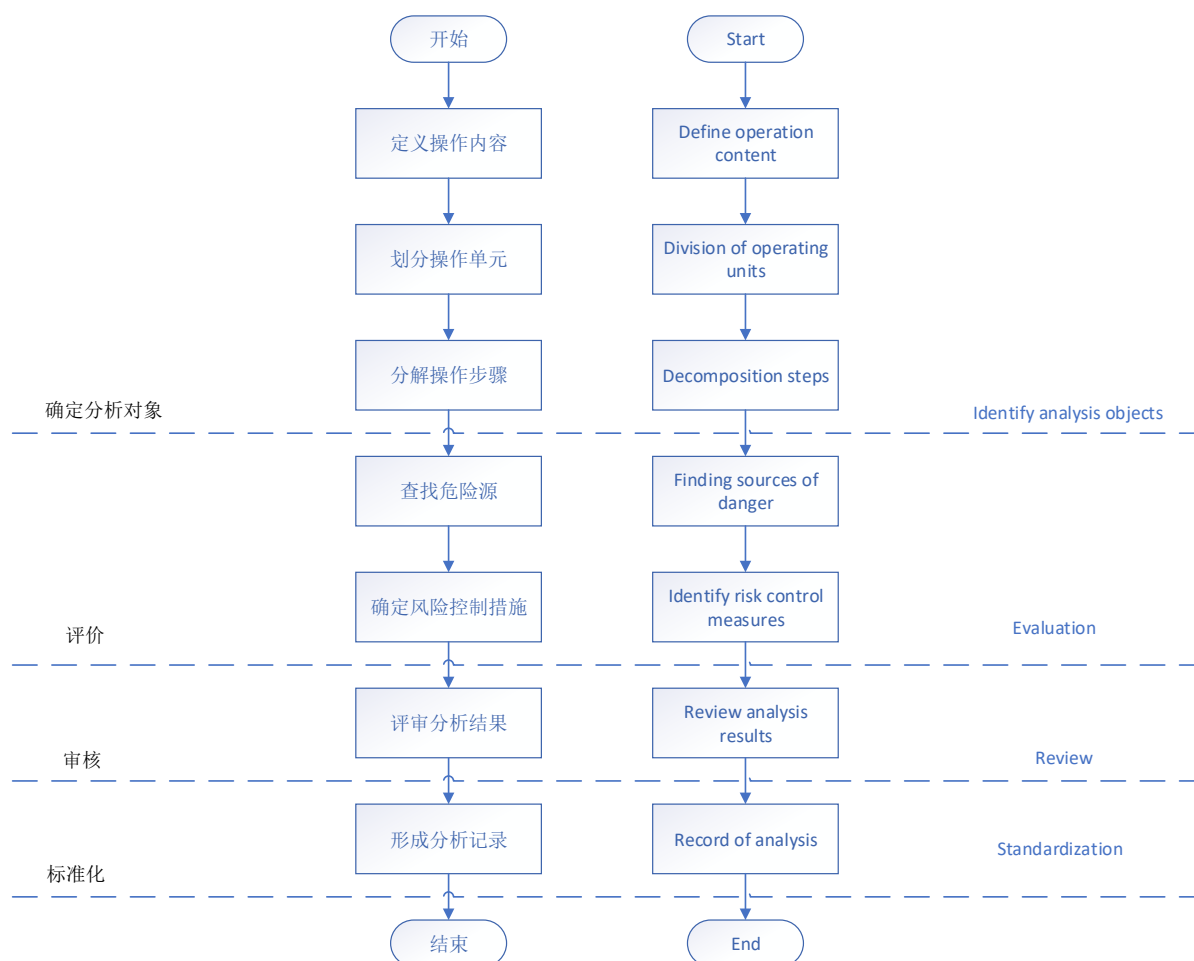 开始
Start
定义操作内容
Define operation
content
划分操作单元
Division of operating
units
分解操作步骤
Decomposition steps
确定分析对象
Identify analysis objects
查找危险源
Finding sources of
danger
确定风险控制措施
Identify risk control
measures
评价
Evaluation
评审分析结果
Review analysis
results
审核
Review
形成分析记录
Record of analysis
标准化
Standardization
结束
End